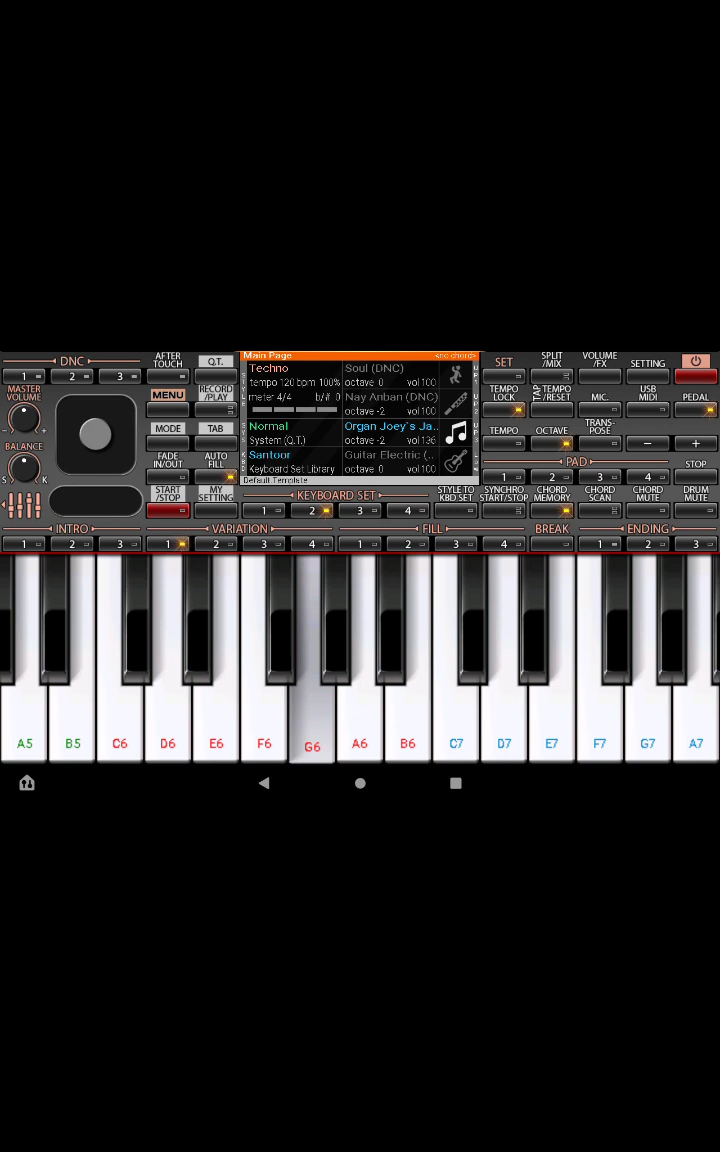 DNC
AFTER TOUCH
Q.T.
1 2 3
MASTER VOLUME
- +
MENU
RECORD /PLAY
BALANCE
S K
MODE
TAB
FADE IN/OUT
AUTO FILL
START /STOP
MY SETTING
Main Page
<no chord>
STYLE
Techno
tempo 120 bpm 100%
meter 4/4 b/# 0
SYS
Normal
System (Q.T.)
KBD
Santoor
Keyboard Set Library
Soul (DNC)
octave 0 vol 100
UP1
Nay Anban (DNC)
octave -2 vol 100
UP2
Organ Joey`s Ja..
octave -2 vol 136
UP3
Guitar Electric (..
octave 0 vol 100
Default Template
KEYBOARD SET
STYLE TO KBD SET
1 2 3 4
SET
SPLIT /MIX
VOLUME /FX
SETTING
TEMPO LOCK
TAP TEMPO /RESET
MIC.
USB MIDI
PEDAL
TEMPO
OCTAVE
TRANS- POSE
− +
PAD
STOP
1 2 3 4
SYNCHRO START/STOP
CHORD MEMORY
CHORD SCAN
CHORD MUTE
DRUM MUTE
INTRO
VARIATION
FILL
BREAK
ENDING
1 2 3 1 2 3 4 1 2 3 4 1 2 3
A5 B5 C6 D6 E6 F6 G6 A6 B6 C7 D7 E7 F7 G7 A7